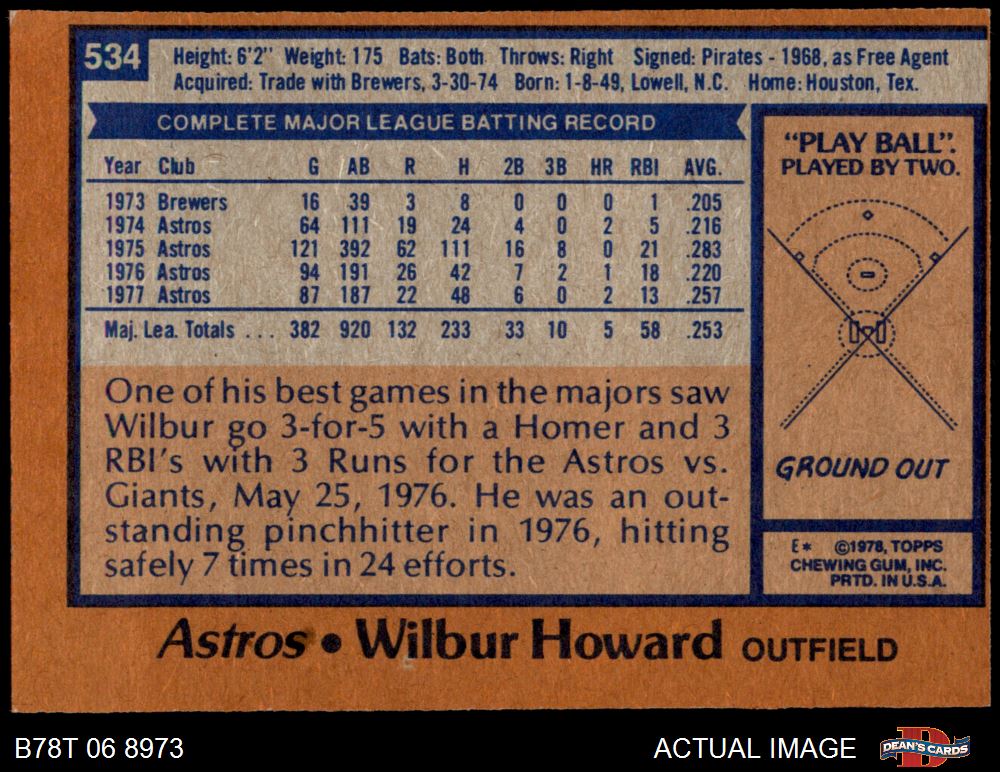 534
Height: 6'2" Weight: 175 Bats: Both Throws: Right Signed: Pirates - 1968, as Free Agent
Acquired: Trade with Brewers, 3-30-74 Born: 1-8-49, Lowell, N.C. Home: Houston, Tex.
COMPLETE MAJOR LEAGUE BATTING RECORD
Year Club G AB R H 2B 3B HR RBI AVG.
1973 Brewers 16 39 3 8 0 0 0 1 .205
1974 Astros 64 111 19 24 4 0 2 5 .216
1975 Astros 121 392 62 111 16 8 0 21 .283
1976 Astros 94 191 26 42 7 2 1 18 .220
1977 Astros 87 187 22 48 6 0 2 13 .257
Maj. Lea. Totals ... 382 920 132 233 33 10 5 58 .253
One of his best games in the majors saw
Wilbur go 3-for-5 with a Homer and 3
RBI's with 3 Runs for the Astros vs.
Giants, May 25, 1976. He was an out-
standing pinchhitter in 1976, hitting
safely 7 times in 24 efforts.
"PLAY BALL".
PLAYED BY TWO.
GROUND OUT
E* ©1978, TOPPS
CHEWING GUM, INC.
PRTD. IN U.S.A.
Astros • Wilbur Howard OUTFIELD
B78T 06 8973
ACTUAL IMAGE
DEAN'S CARDS